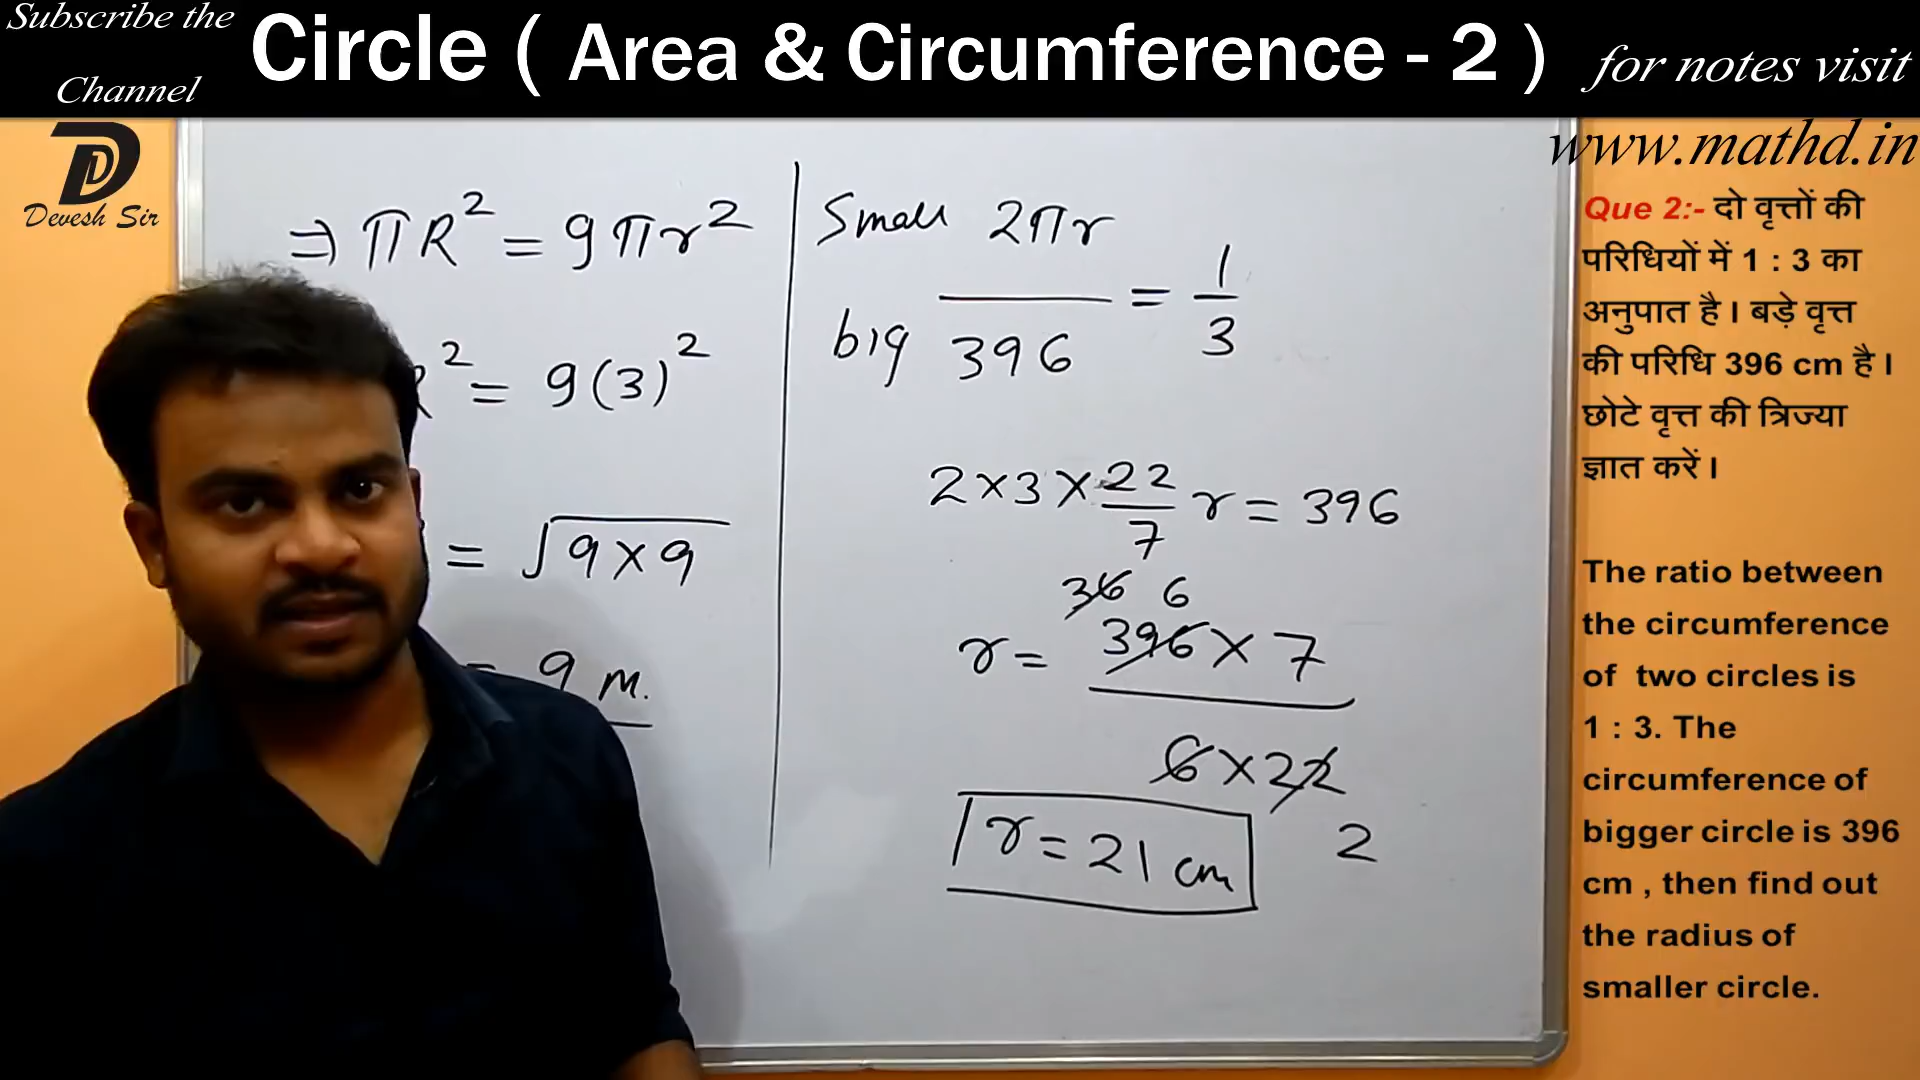 Subscribe the
Channel
Circle ( Area & Circumference - 2 )
for notes visit
www.mathd.in
D
Devesh Sir
⇒ πR² = 9πr²
R² = 9(3)²
= √9×9
= 9 m.
Small 2πr
big 396
= 1/3
2×3×22/7 r = 396
36 6
r = 396×7
6×22
2
r = 21 cm
Que 2:- दो वृत्तों की
परिधियों में 1 : 3 का
अनुपात है । बड़े वृत्त
की परिधि 396 cm है ।
छोटे वृत्त की त्रिज्या
ज्ञात करें ।
The ratio between
the circumference
of two circles is
1 : 3. The
circumference of
bigger circle is 396
cm , then find out
the radius of
smaller circle.